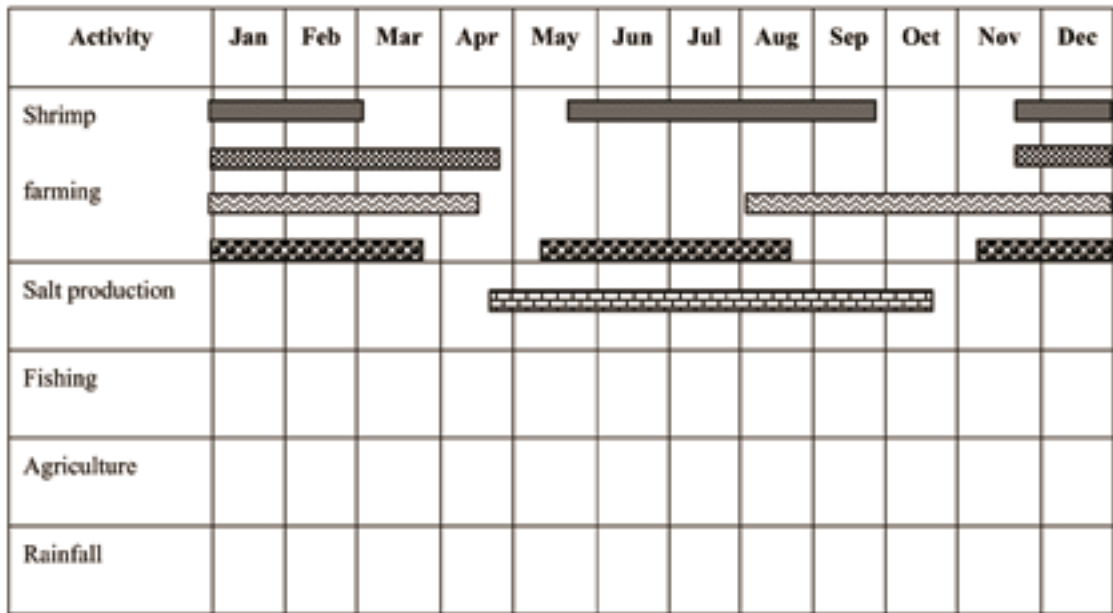 Activity Jan Feb Mar Apr May Jun Jul Aug Sep Oct Nov Dec
Shrimp
farming
Salt production
Fishing
Agriculture
Rainfall